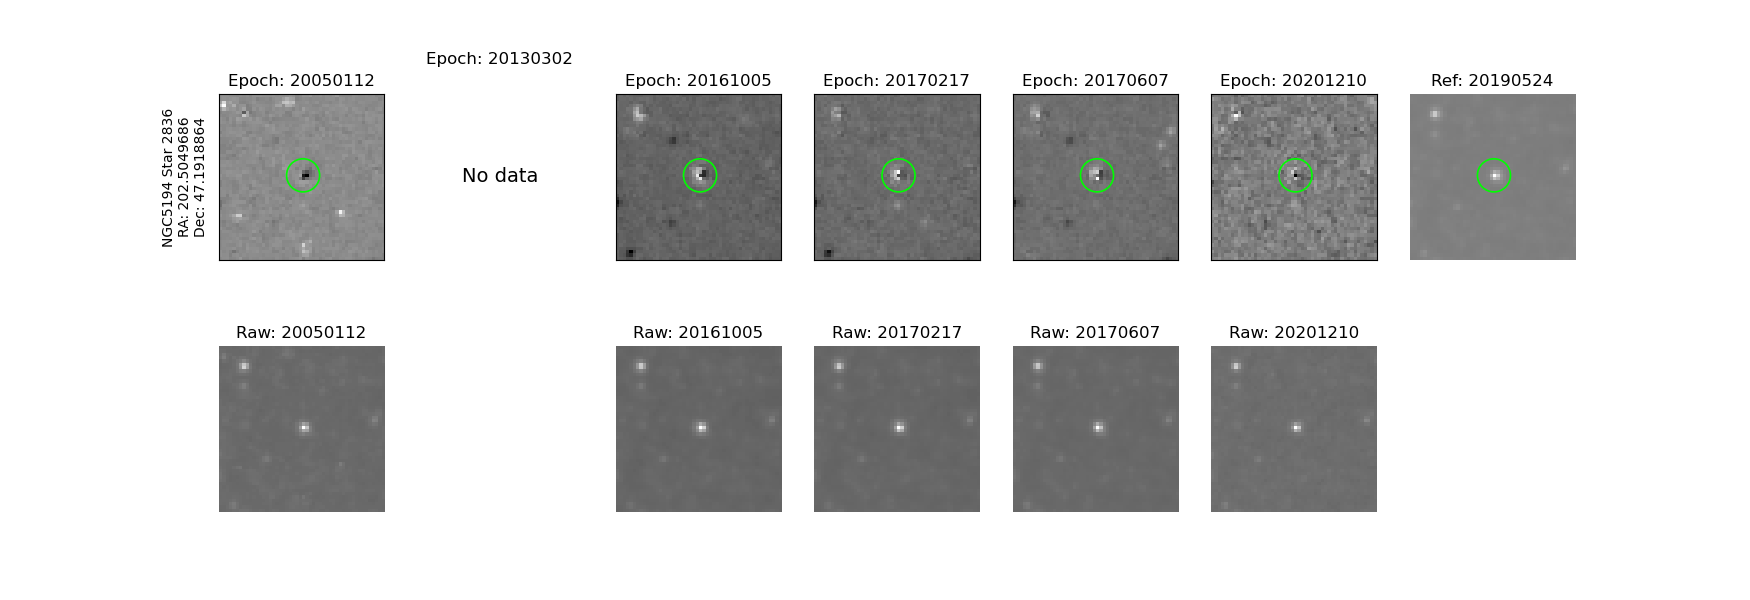 Epoch: 20130302
Epoch: 20050112
Epoch: 20161005
Epoch: 20170217
Epoch: 20170607
Epoch: 20201210
Ref: 20190524
NGC5194 Star 2836
RA: 202.5049686
Dec: 47.1918864
No data
Raw: 20050112
Raw: 20161005
Raw: 20170217
Raw: 20170607
Raw: 20201210